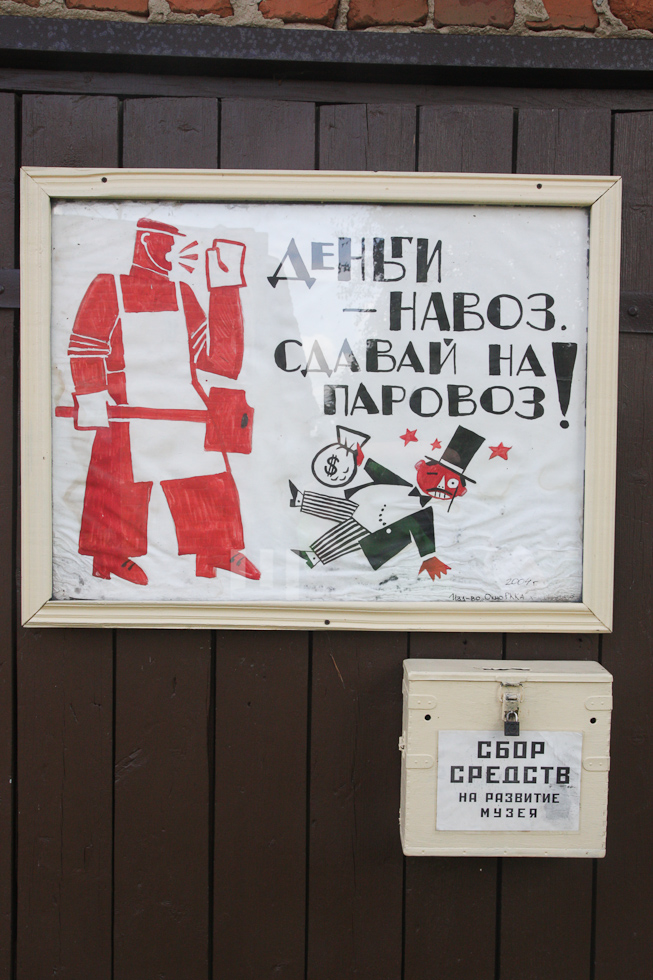 ДЕНЬГИ
— НАВОЗ.
СДАВАЙ НА
ПАРОВОЗ!
$
СБОР
СРЕДСТВ
НА РАЗВИТИЕ
МУЗЕЯ